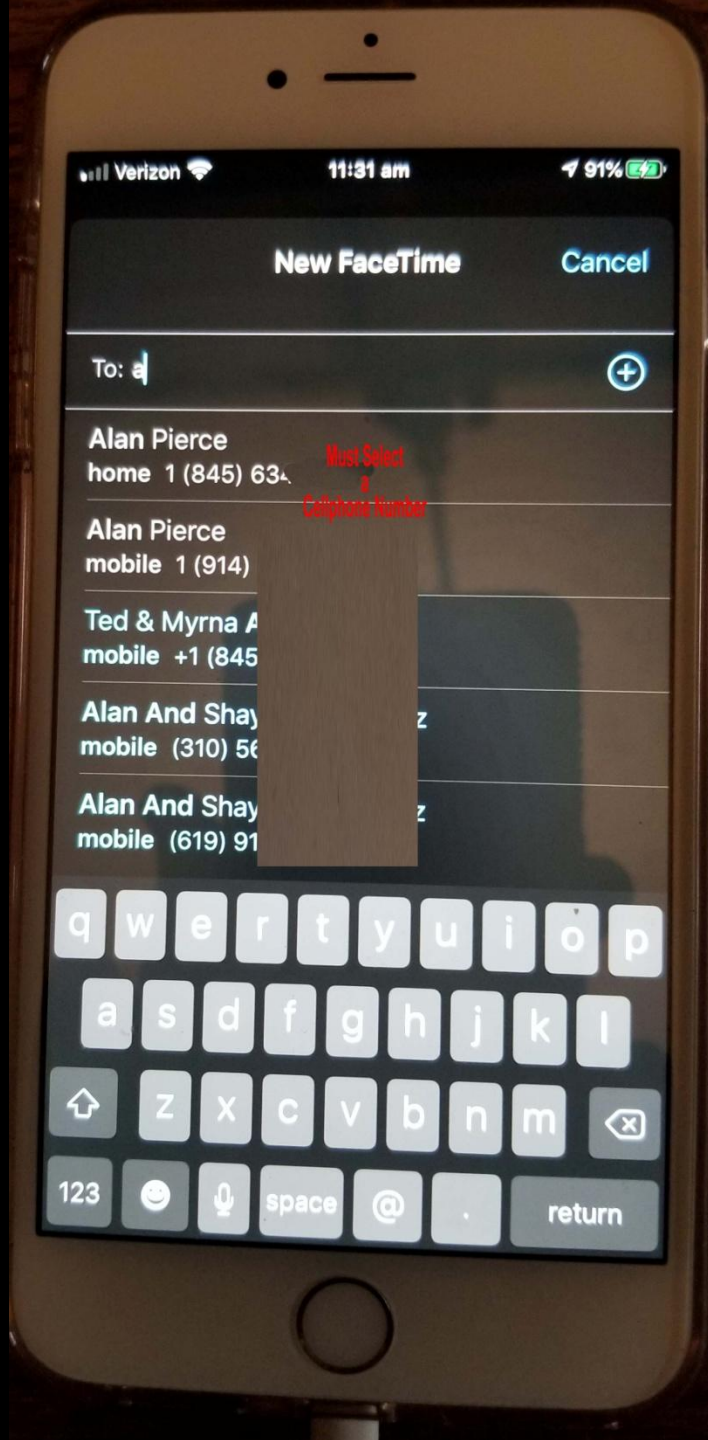 Verizon 11:31 am 91%
New FaceTime Cancel
To: a
Alan Pierce
home 1 (845) 634
Must Select
a
Cellphone Number
Alan Pierce
mobile 1 (914)
Ted & Myrna A
mobile +1 (845
Alan And Shay z
mobile (310) 56
Alan And Shay z
mobile (619) 91
q w e r t y u i o p
a s d f g h j k l
z x c v b n m
123 space @ . return